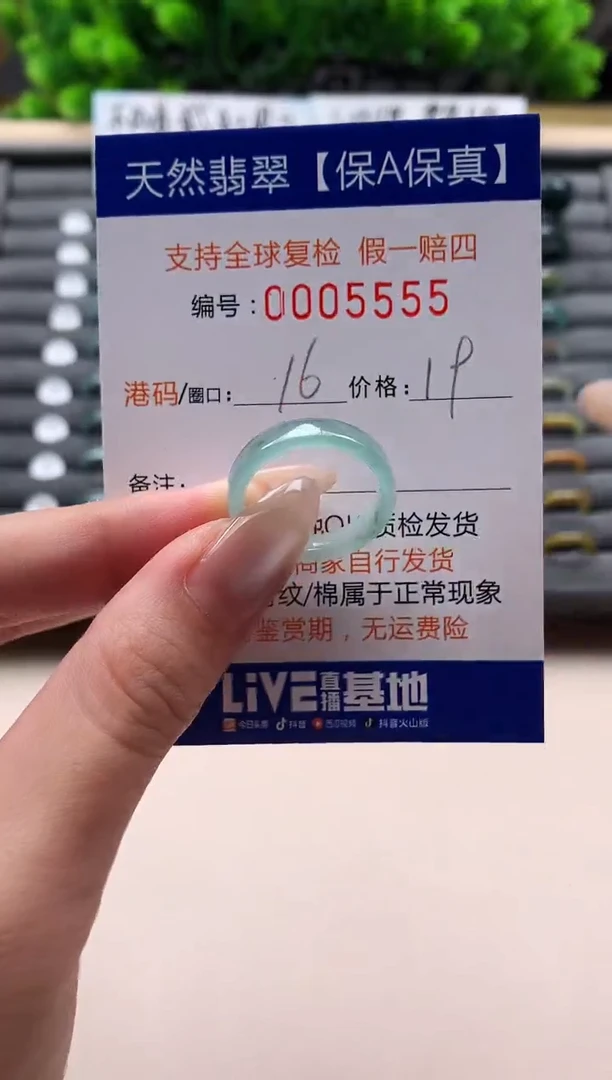 天然翡翠【保A保真】
支持全球复检 假一赔四
编号：0005555
港码/圈口：16 价格：19
备注：
质检发货
商家自行发货
纹/棉属于正常现象
鉴赏期，无运费险
LiVE直播基地
今日头条 抖音 西瓜视频 抖音火山版